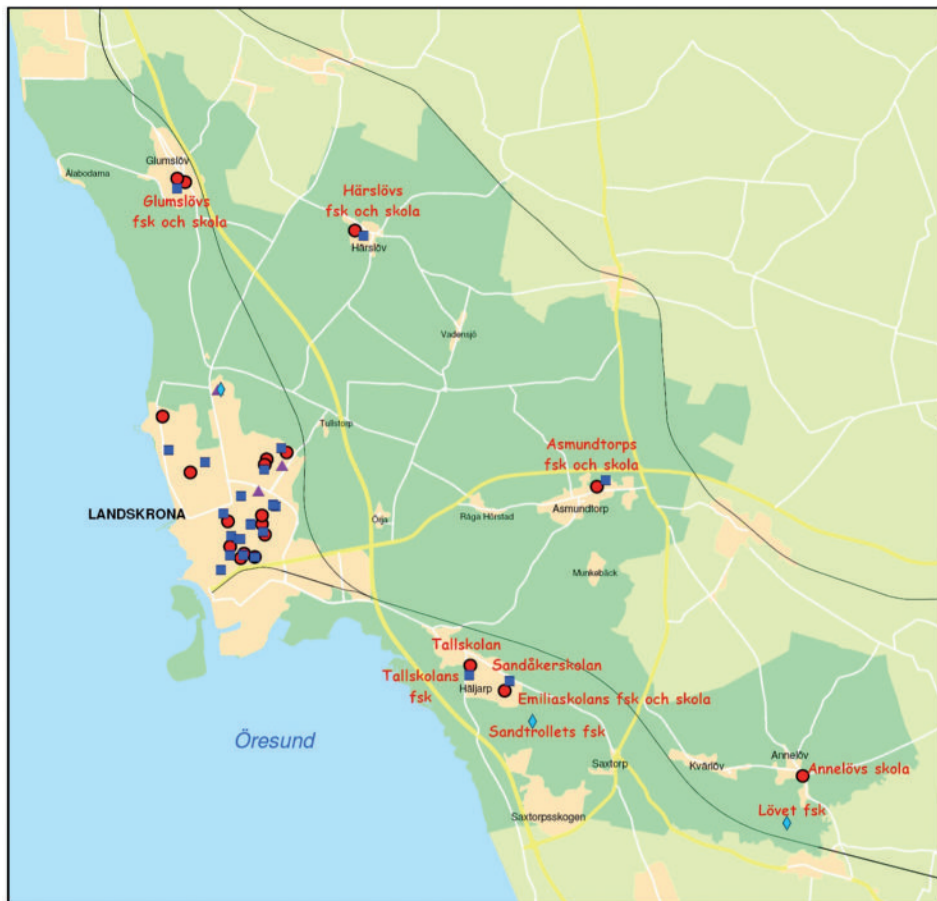 Glumslöv
Ålabodarna
Glumslövs
fsk och skola
Härslövs
fsk och skola
Härslöv
Vadensjö
Tullstorp
Asmundtorps
fsk och skola
LANDSKRONA
Örja
Råga Hörstad
Asmundtorp
Munkebäck
Tallskolan
Sandåkerskolan
Tallskolans
fsk
Häljarp
Emiliaskolans fsk och skola
Sandtrollets fsk
Öresund
Annelöv
Kvärlöv
Saxtorp
Annelövs skola
Lövet fsk
Saxtorpsskogen